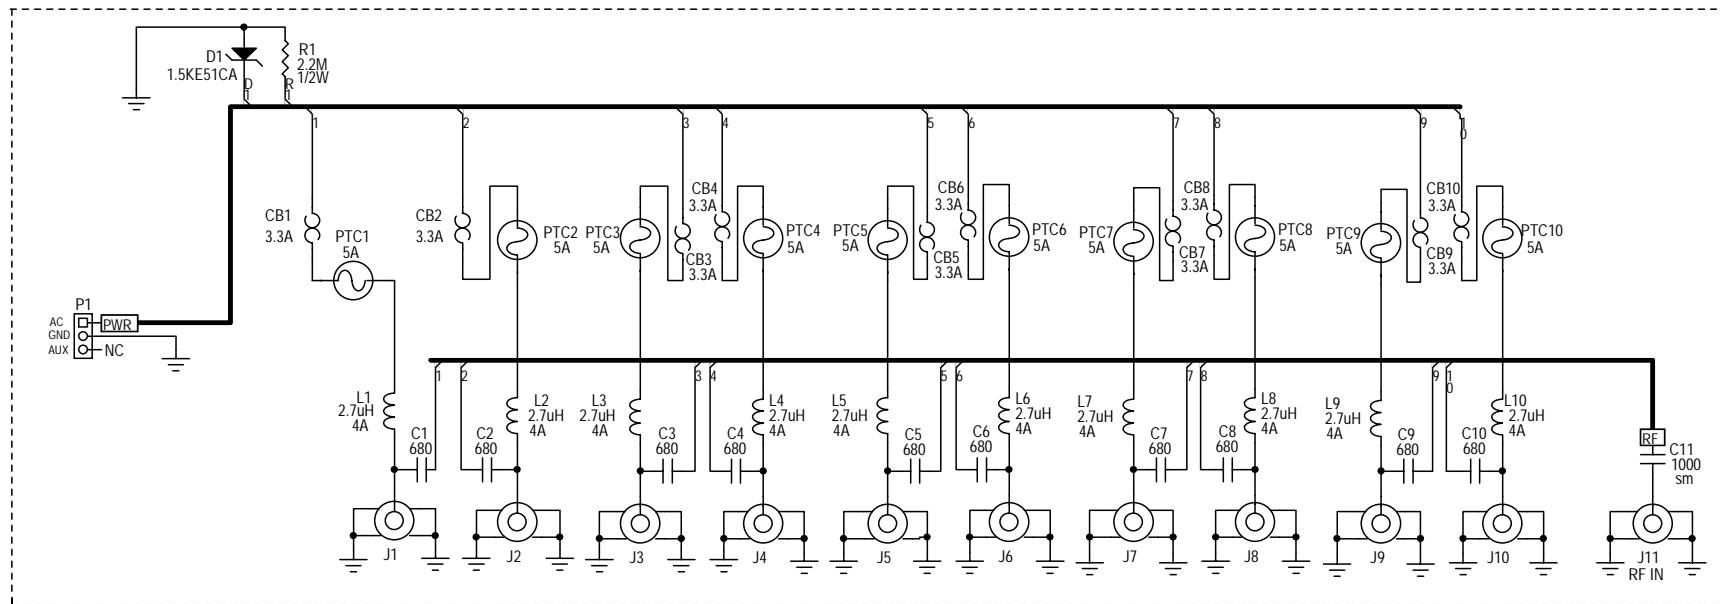 D1
1.5KE51CA
R1
2.2M
1/2W
D
1
R
1
1
2
3
4
5
6
7
8
9
1
0
CB1
3.3A
PTC1
5A
CB2
3.3A
PTC2
5A
PTC3
5A
CB4
3.3A
CB3
3.3A
PTC4
5A
PTC5
5A
CB6
3.3A
CB5
3.3A
PTC6
5A
PTC7
5A
CB8
3.3A
CB7
3.3A
PTC8
5A
PTC9
5A
CB10
3.3A
CB9
3.3A
PTC10
5A
P1
AC
PWR
GND
AUX
NC
1
2
3
4
5
6
7
8
9
1
0
L1
2.7uH
4A
L2
2.7uH
4A
L3
2.7uH
4A
L4
2.7uH
4A
L5
2.7uH
4A
L6
2.7uH
4A
L7
2.7uH
4A
L8
2.7uH
4A
L9
2.7uH
4A
L10
2.7uH
4A
C1
680
C2
680
C3
680
C4
680
C5
680
C6
680
C7
680
C8
680
C9
680
C10
680
RF
C11
1000
sm
J1
J2
J3
J4
J5
J6
J7
J8
J9
J10
J11
RF IN